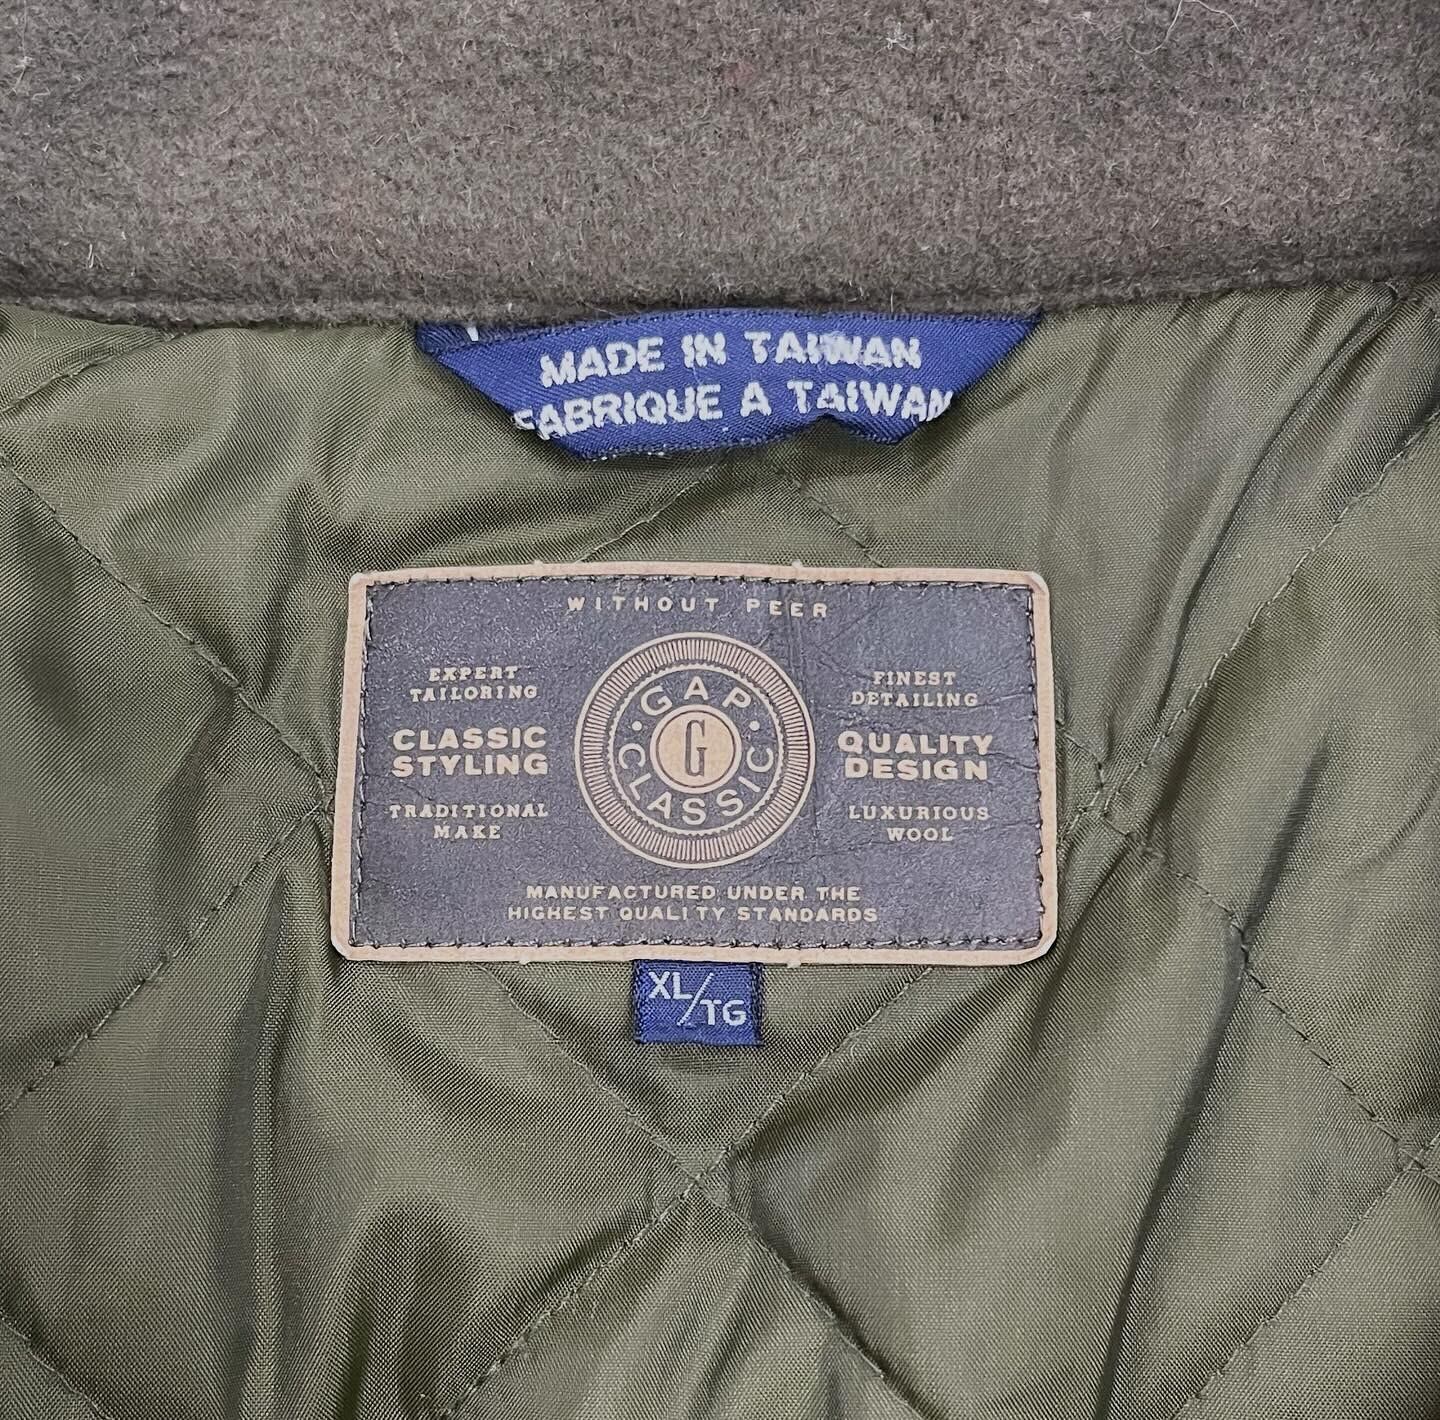 MADE IN TAIWAN
FABRIQUE A TAIWAN
WITHOUT PEER
EXPERT
TAILORING
CLASSIC
STYLING
TRADITIONAL
MAKE
GAP
G
CLASSIC
FINEST
DETAILING
QUALITY
DESIGN
LUXURIOUS
WOOL
MANUFACTURED UNDER THE
HIGHEST QUALITY STANDARDS
XL/TG